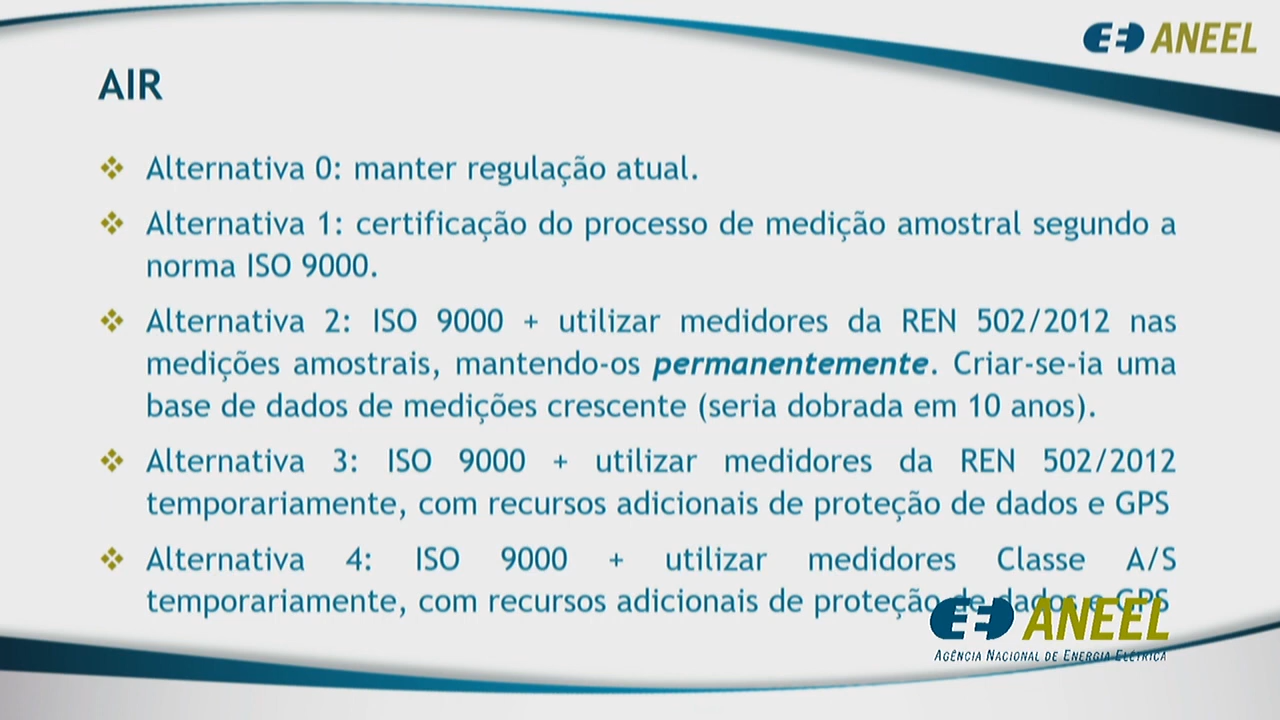 ANEEL
AIR
Alternativa 0: manter regulação atual.
Alternativa 1: certificação do processo de medição amostral segundo a
norma ISO 9000.
Alternativa 2: ISO 9000 + utilizar medidores da REN 502/2012 nas
medições amostrais, mantendo-os permanentemente. Criar-se-ia uma
base de dados de medições crescente (seria dobrada em 10 anos).
Alternativa 3: ISO 9000 + utilizar medidores da REN 502/2012
temporariamente, com recursos adicionais de proteção de dados e GPS
Alternativa 4: ISO 9000 + utilizar medidores Classe A/S
temporariamente, com recursos adicionais de proteção de dados e GPS
ANEEL
AGÊNCIA NACIONAL DE ENERGIA ELÉTRICA